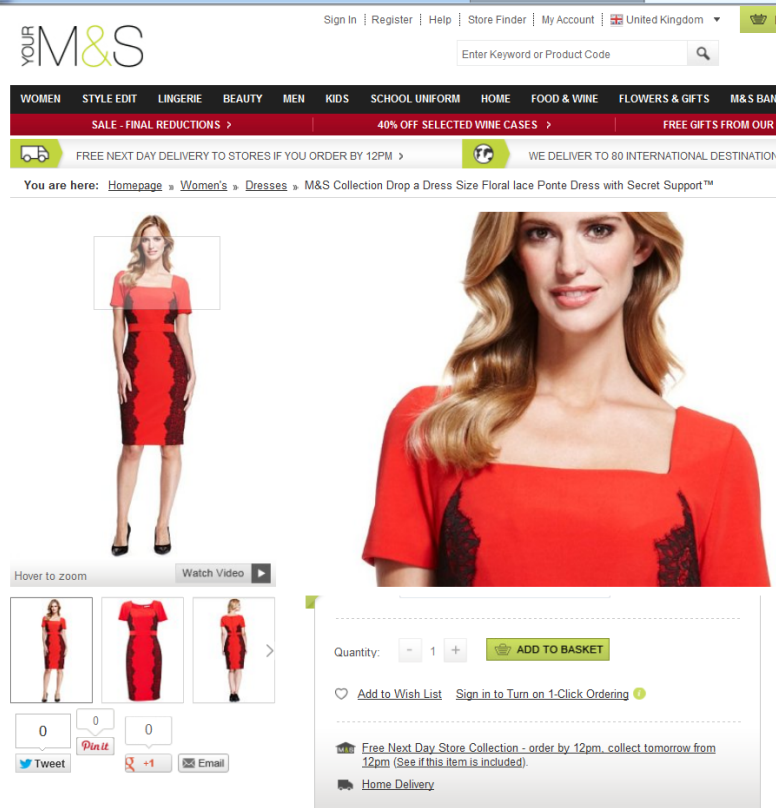 Sign In | Register | Help | Store Finder | My Account | United Kingdom
YOUR M&S
Enter Keyword or Product Code
WOMEN STYLE EDIT LINGERIE BEAUTY MEN KIDS SCHOOL UNIFORM HOME FOOD & WINE FLOWERS & GIFTS M&S BAN
SALE - FINAL REDUCTIONS > 40% OFF SELECTED WINE CASES > FREE GIFTS FROM OUR
FREE NEXT DAY DELIVERY TO STORES IF YOU ORDER BY 12PM > WE DELIVER TO 80 INTERNATIONAL DESTINATION
You are here: Homepage » Women's » Dresses » M&S Collection Drop a Dress Size Floral lace Ponte Dress with Secret Support™
Hover to zoom Watch Video
Quantity: - 1 + ADD TO BASKET
Add to Wish List Sign in to Turn on 1-Click Ordering i
0 0 0
Pin it
Tweet +1 Email
M&S Free Next Day Store Collection - order by 12pm, collect tomorrow from
12pm (See if this item is included).
Home Delivery